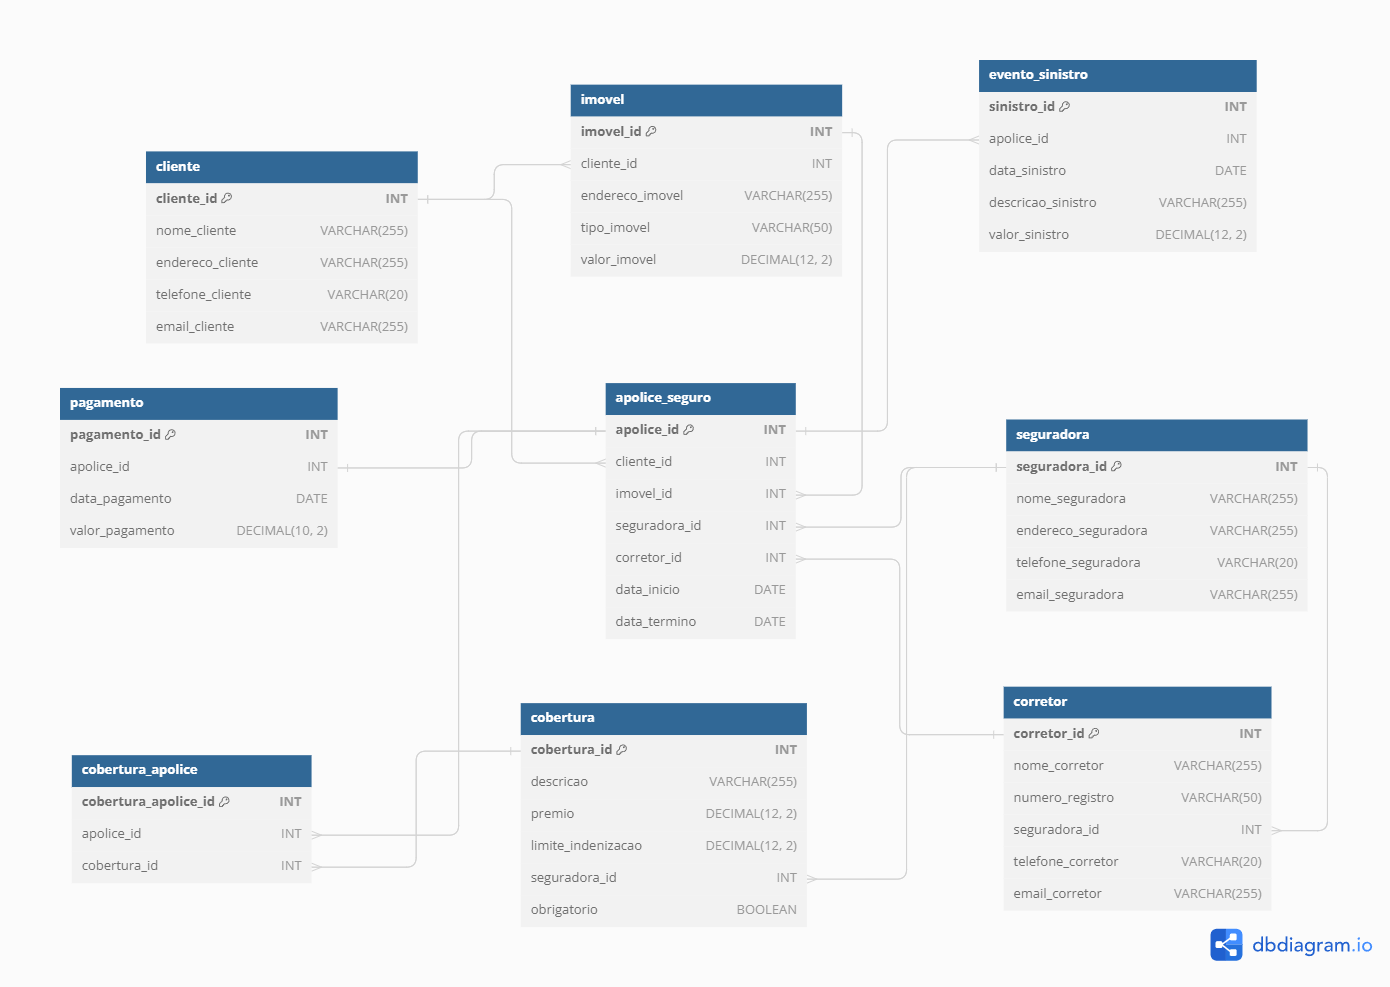 cliente
cliente_id INT
nome_cliente VARCHAR(255)
endereco_cliente VARCHAR(255)
telefone_cliente VARCHAR(20)
email_cliente VARCHAR(255)
imovel
imovel_id INT
cliente_id INT
endereco_imovel VARCHAR(255)
tipo_imovel VARCHAR(50)
valor_imovel DECIMAL(12, 2)
evento_sinistro
sinistro_id INT
apolice_id INT
data_sinistro DATE
descricao_sinistro VARCHAR(255)
valor_sinistro DECIMAL(12, 2)
pagamento
pagamento_id INT
apolice_id INT
data_pagamento DATE
valor_pagamento DECIMAL(10, 2)
apolice_seguro
apolice_id INT
cliente_id INT
imovel_id INT
seguradora_id INT
corretor_id INT
data_inicio DATE
data_termino DATE
seguradora
seguradora_id INT
nome_seguradora VARCHAR(255)
endereco_seguradora VARCHAR(255)
telefone_seguradora VARCHAR(20)
email_seguradora VARCHAR(255)
cobertura_apolice
cobertura_apolice_id INT
apolice_id INT
cobertura_id INT
cobertura
cobertura_id INT
descricao VARCHAR(255)
premio DECIMAL(12, 2)
limite_indenizacao DECIMAL(12, 2)
seguradora_id INT
obrigatorio BOOLEAN
corretor
corretor_id INT
nome_corretor VARCHAR(255)
numero_registro VARCHAR(50)
seguradora_id INT
telefone_corretor VARCHAR(20)
email_corretor VARCHAR(255)
dbdiagram.io